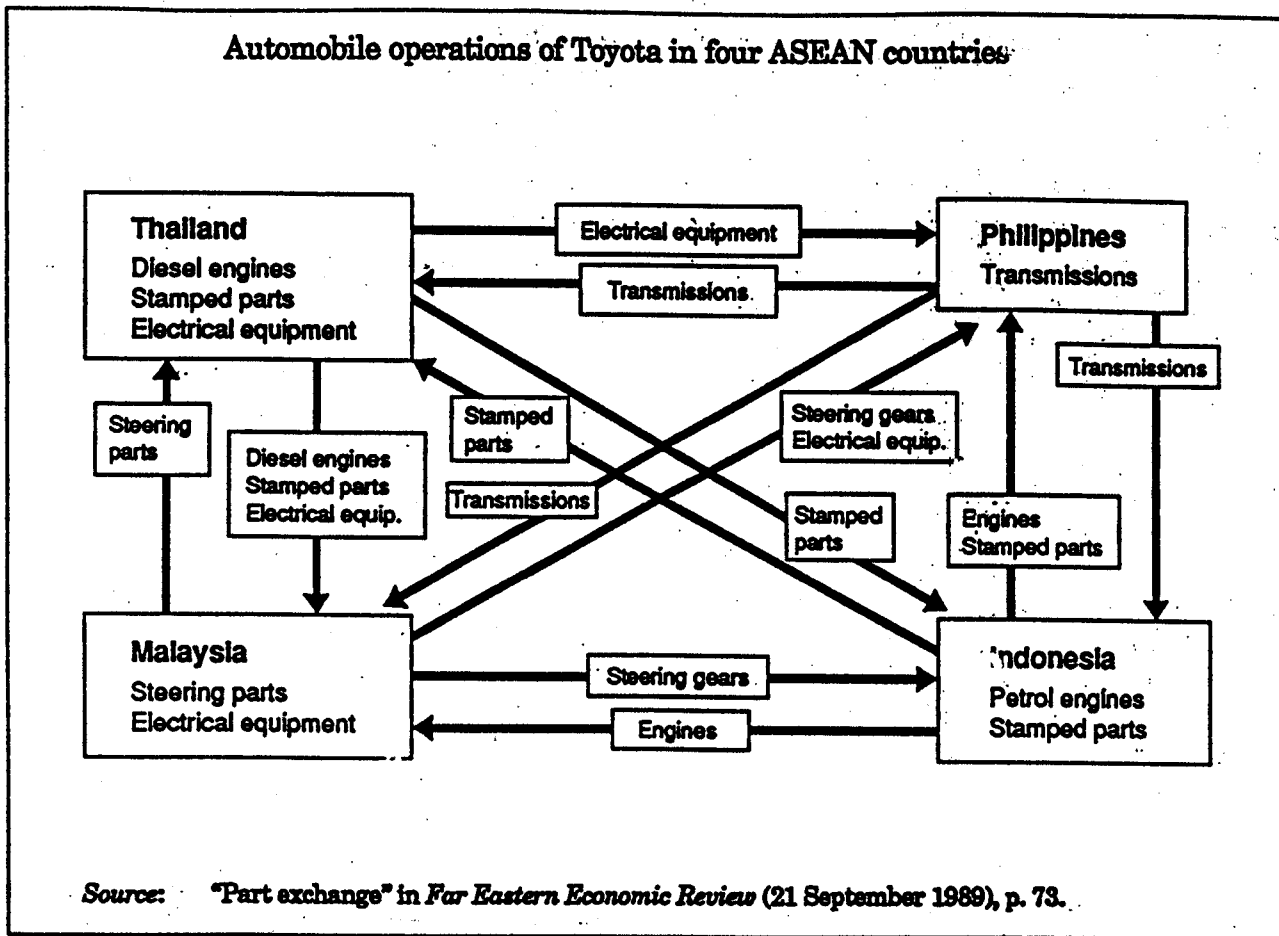 Automobile operations of Toyota in four ASEAN countries
Thailand
Diesel engines
Stamped parts
Electrical equipment
Electrical equipment
Transmissions
Philippines
Transmissions
Transmissions
Steering
parts
Diesel engines
Stamped parts
Electrical equip.
Stamped
parts
Transmissions
Steering gears
Electrical equip.
Stamped
parts
Engines
Stamped parts
Malaysia
Steering parts
Electrical equipment
Steering gears
Engines
Indonesia
Petrol engines
Stamped parts
Source: "Part exchange" in Far Eastern Economic Review (21 September 1989), p. 73.